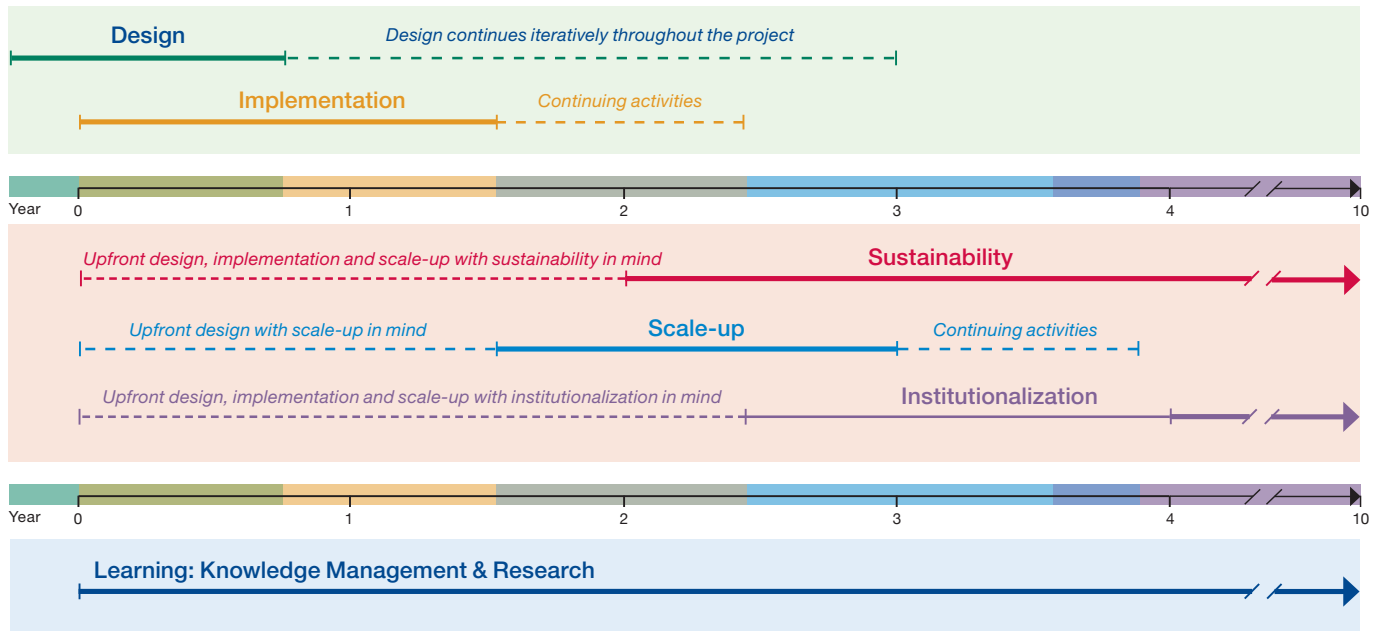 Design
Design continues iteratively throughout the project
Implementation
Continuing activities
Year 0 1 2 3 4 10
Upfront design, implementation and scale-up with sustainability in mind
Sustainability
Upfront design with scale-up in mind
Scale-up
Continuing activities
Upfront design, implementation and scale-up with institutionalization in mind
Institutionalization
Year 0 1 2 3 4 10
Learning: Knowledge Management & Research